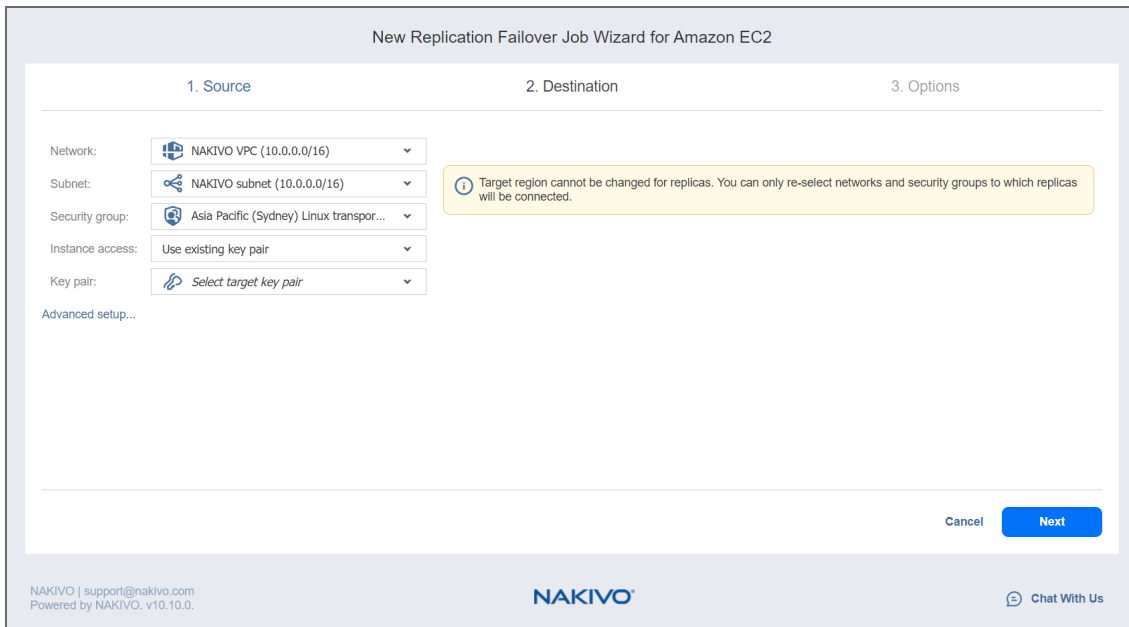 New Replication Failover Job Wizard for Amazon EC2
1. Source
2. Destination
3. Options
Network:
NAKIVO VPC (10.0.0.0/16)
Subnet:
NAKIVO subnet (10.0.0.0/16)
Security group:
Asia Pacific (Sydney) Linux transpor...
Instance access:
Use existing key pair
Key pair:
Select target key pair
Advanced setup...
Target region cannot be changed for replicas. You can only re-select networks and security groups to which replicas
will be connected.
Cancel
Next
NAKIVO | support@nakivo.com
Powered by NAKIVO. v10.10.0.
NAKIVO®
Chat With Us